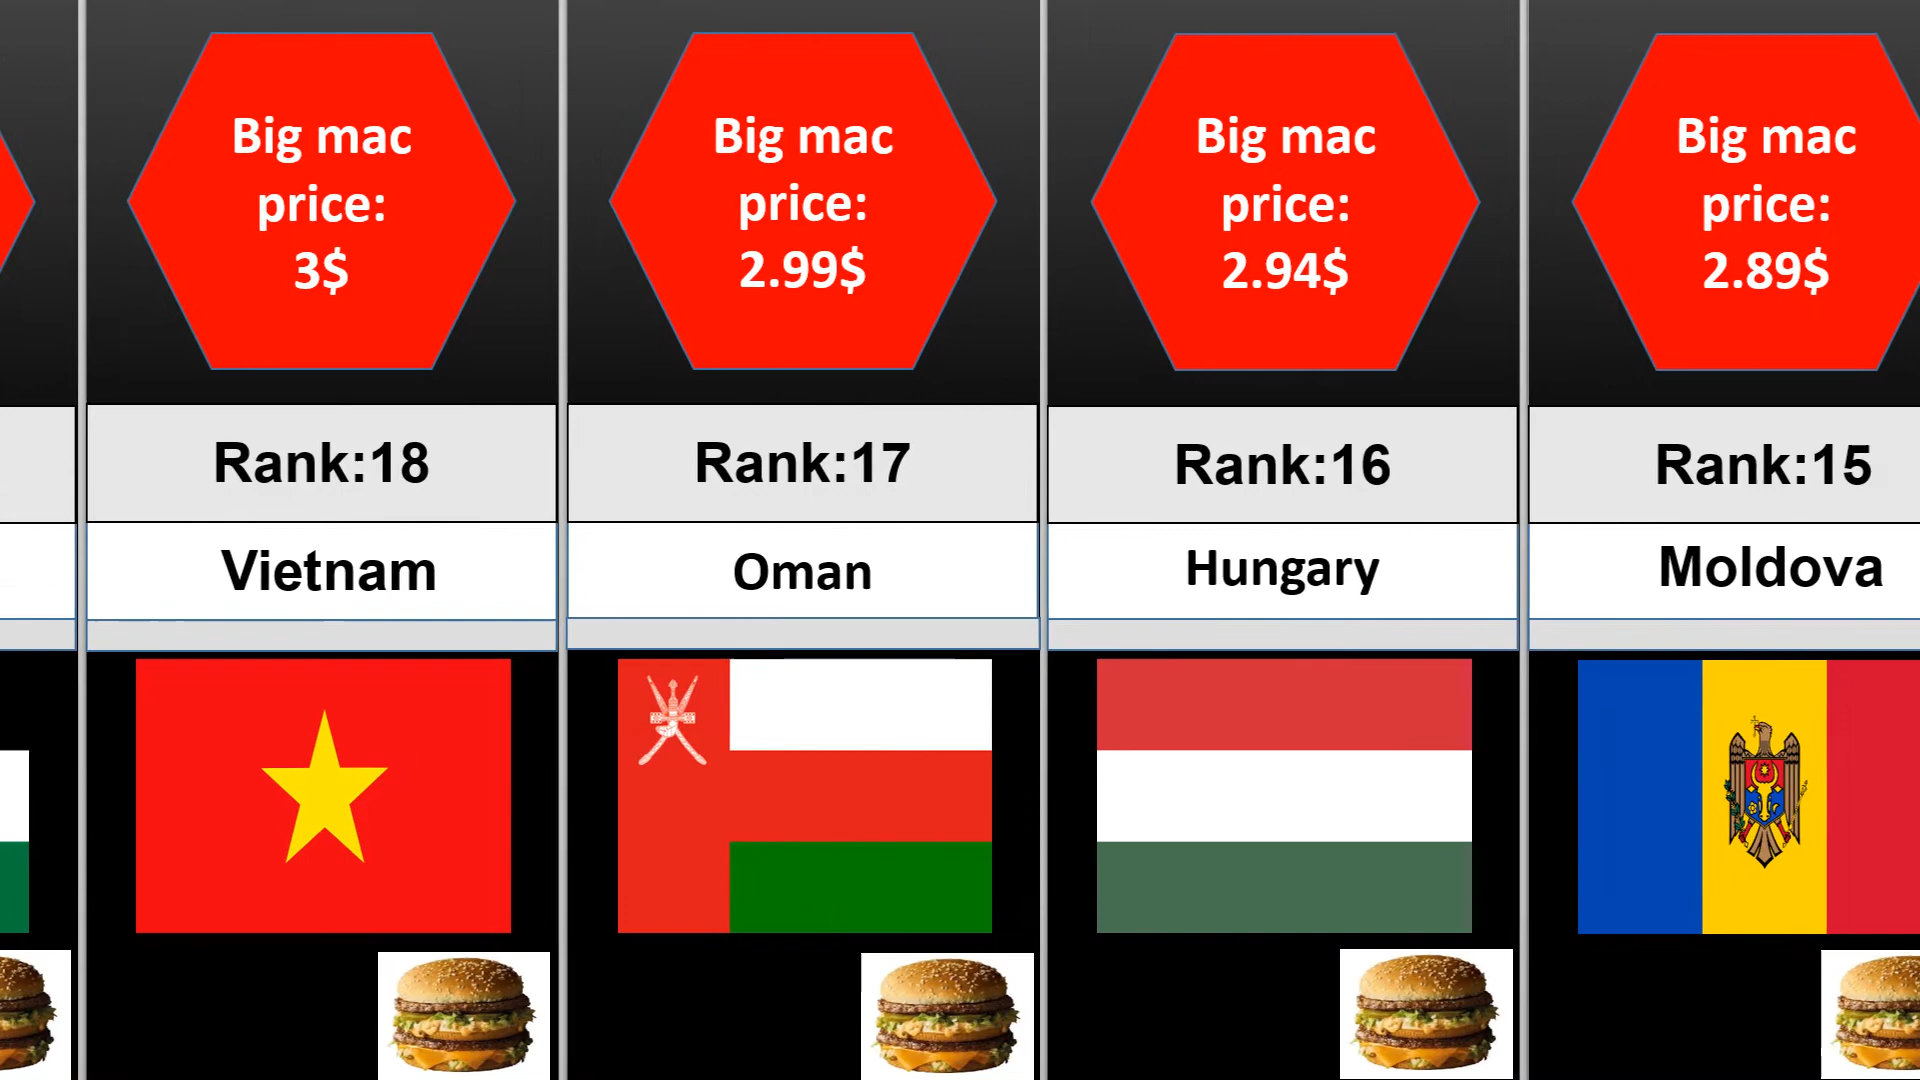 Big mac
price:
3$
Rank:18
Vietnam
Big mac
price:
2.99$
Rank:17
Oman
Big mac
price:
2.94$
Rank:16
Hungary
Big mac
price:
2.89$
Rank:15
Moldova